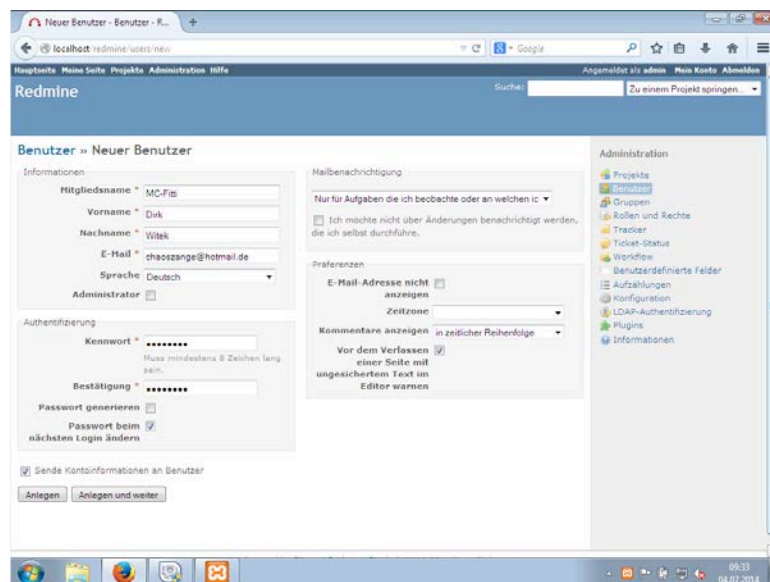 Neuer Benutzer - Benutzer - R...
localhost/redmine/users/new
Google
Hauptseite Meine Seite Projekte Administration Hilfe
Angemeldet als admin Mein Konto Abmelden
Redmine
Suche:
Zu einem Projekt springen...
Benutzer » Neuer Benutzer
Informationen
Mitgliedsname * MC-Fitti
Vorname * Dirk
Nachname * Witek
E-Mail * chaoszange@hotmail.de
Sprache Deutsch
Administrator
Authentifizierung
Kennwort * ••••••••
Muss mindestens 8 Zeichen lang
sein.
Bestätigung * ••••••••
Passwort generieren
Passwort beim
nächsten Login ändern
Sende Kontoinformationen an Benutzer
Anlegen
Anlegen und weiter
Mailbenachrichtigung
Nur für Aufgaben die ich beobachte oder an welchen ic
Ich möchte nicht über Änderungen benachrichtigt werden,
die ich selbst durchführe.
Präferenzen
E-Mail-Adresse nicht
anzeigen
Zeitzone
Kommentare anzeigen in zeitlicher Reihenfolge
Vor dem Verlassen
einer Seite mit
ungesichertem Text im
Editor warnen
Administration
Projekte
Benutzer
Gruppen
Rollen und Rechte
Tracker
Ticket-Status
Workflow
Benutzerdefinierte Felder
Aufzählungen
Konfiguration
LDAP-Authentifizierung
Plugins
Informationen
09:33
04.07.2014